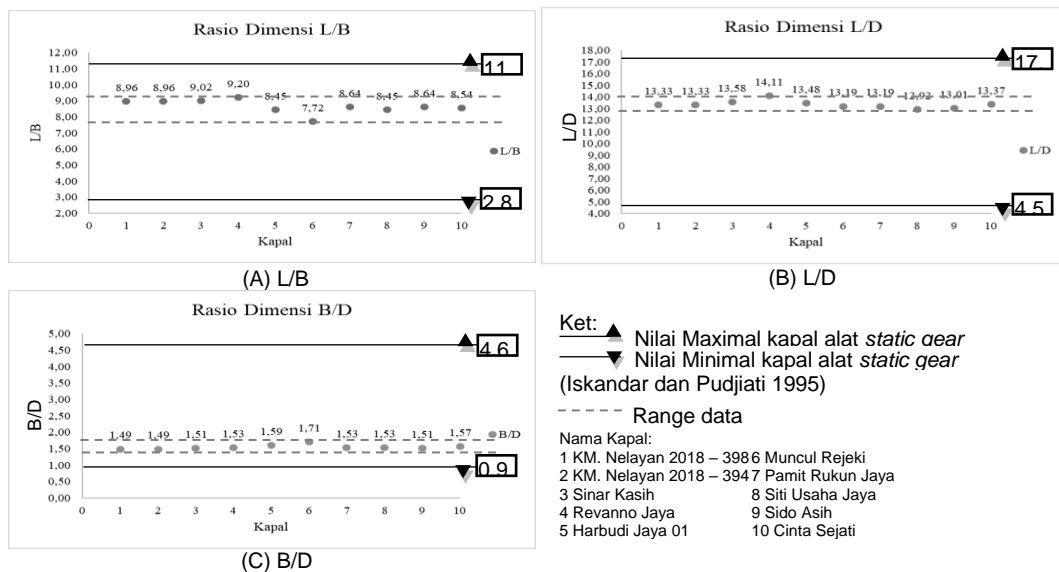 Rasio Dimensi L/B
12,00
11,00
10,00
9,00
8,00
7,00
6,00
5,00
4,00
3,00
2,00
L/B
8,96 8,96 9,02 9,20 8,45 7,72 8,64 8,45 8,64 8,54
11
2.8
L/B
0 1 2 3 4 5 6 7 8 9 10
Kapal
(A) L/B
Rasio Dimensi L/D
18,00
17,00
16,00
15,00
14,00
13,00
12,00
11,00
10,00
9,00
8,00
7,00
6,00
5,00
4,00
L/D
13,33 13,33 13,58 14,11 13,48 13,19 13,19 12,92 13,01 13,37
17.
4.5
L/D
0 1 2 3 4 5 6 7 8 9 10
Kapal
(B) L/D
Rasio Dimensi B/D
5,00
4,50
4,00
3,50
3,00
2,50
2,00
1,50
1,00
0,50
0,00
B/D
1,49 1,49 1,51 1,53 1,59 1,71 1,53 1,53 1,51 1,57
4.6
0.9
B/D
0 1 2 3 4 5 6 7 8 9 10
Kapal
(C) B/D
Ket:
Nilai Maximal kapal alat static gear
Nilai Minimal kapal alat static gear
(Iskandar dan Pudjiati 1995)
Range data
Nama Kapal:
1 KM. Nelayan 2018 – 398 6 Muncul Rejeki
2 KM. Nelayan 2018 – 394 7 Pamit Rukun Jaya
3 Sinar Kasih 8 Siti Usaha Jaya
4 Revanno Jaya 9 Sido Asih
5 Harbudi Jaya 01 10 Cinta Sejati